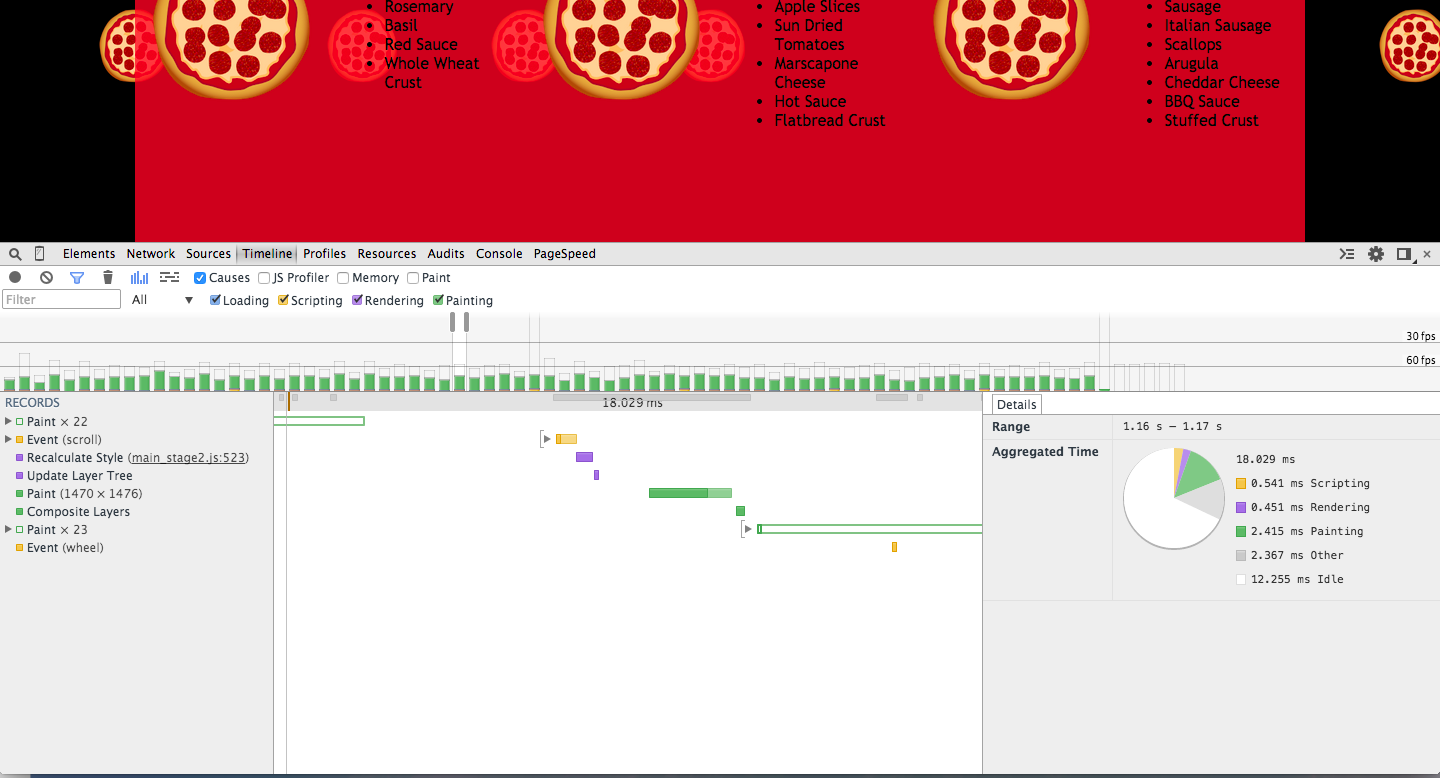 Rosemary
Basil
Red Sauce
Whole Wheat
Crust
Apple Slices
Sun Dried
Tomatoes
Marscapone
Cheese
Hot Sauce
Flatbread Crust
Sausage
Italian Sausage
Scallops
Arugula
Cheddar Cheese
BBQ Sauce
Stuffed Crust
Elements Network Sources Timeline Profiles Resources Audits Console PageSpeed
Causes JS Profiler Memory Paint
Filter All Loading Scripting Rendering Painting
30 fps
60 fps
RECORDS
18.029 ms
Paint × 22
Event (scroll)
Recalculate Style (main_stage2.js:523)
Update Layer Tree
Paint (1470 × 1476)
Composite Layers
Paint × 23
Event (wheel)
Details
Range 1.16 s – 1.17 s
Aggregated Time
18.029 ms
0.541 ms Scripting
0.451 ms Rendering
2.415 ms Painting
2.367 ms Other
12.255 ms Idle